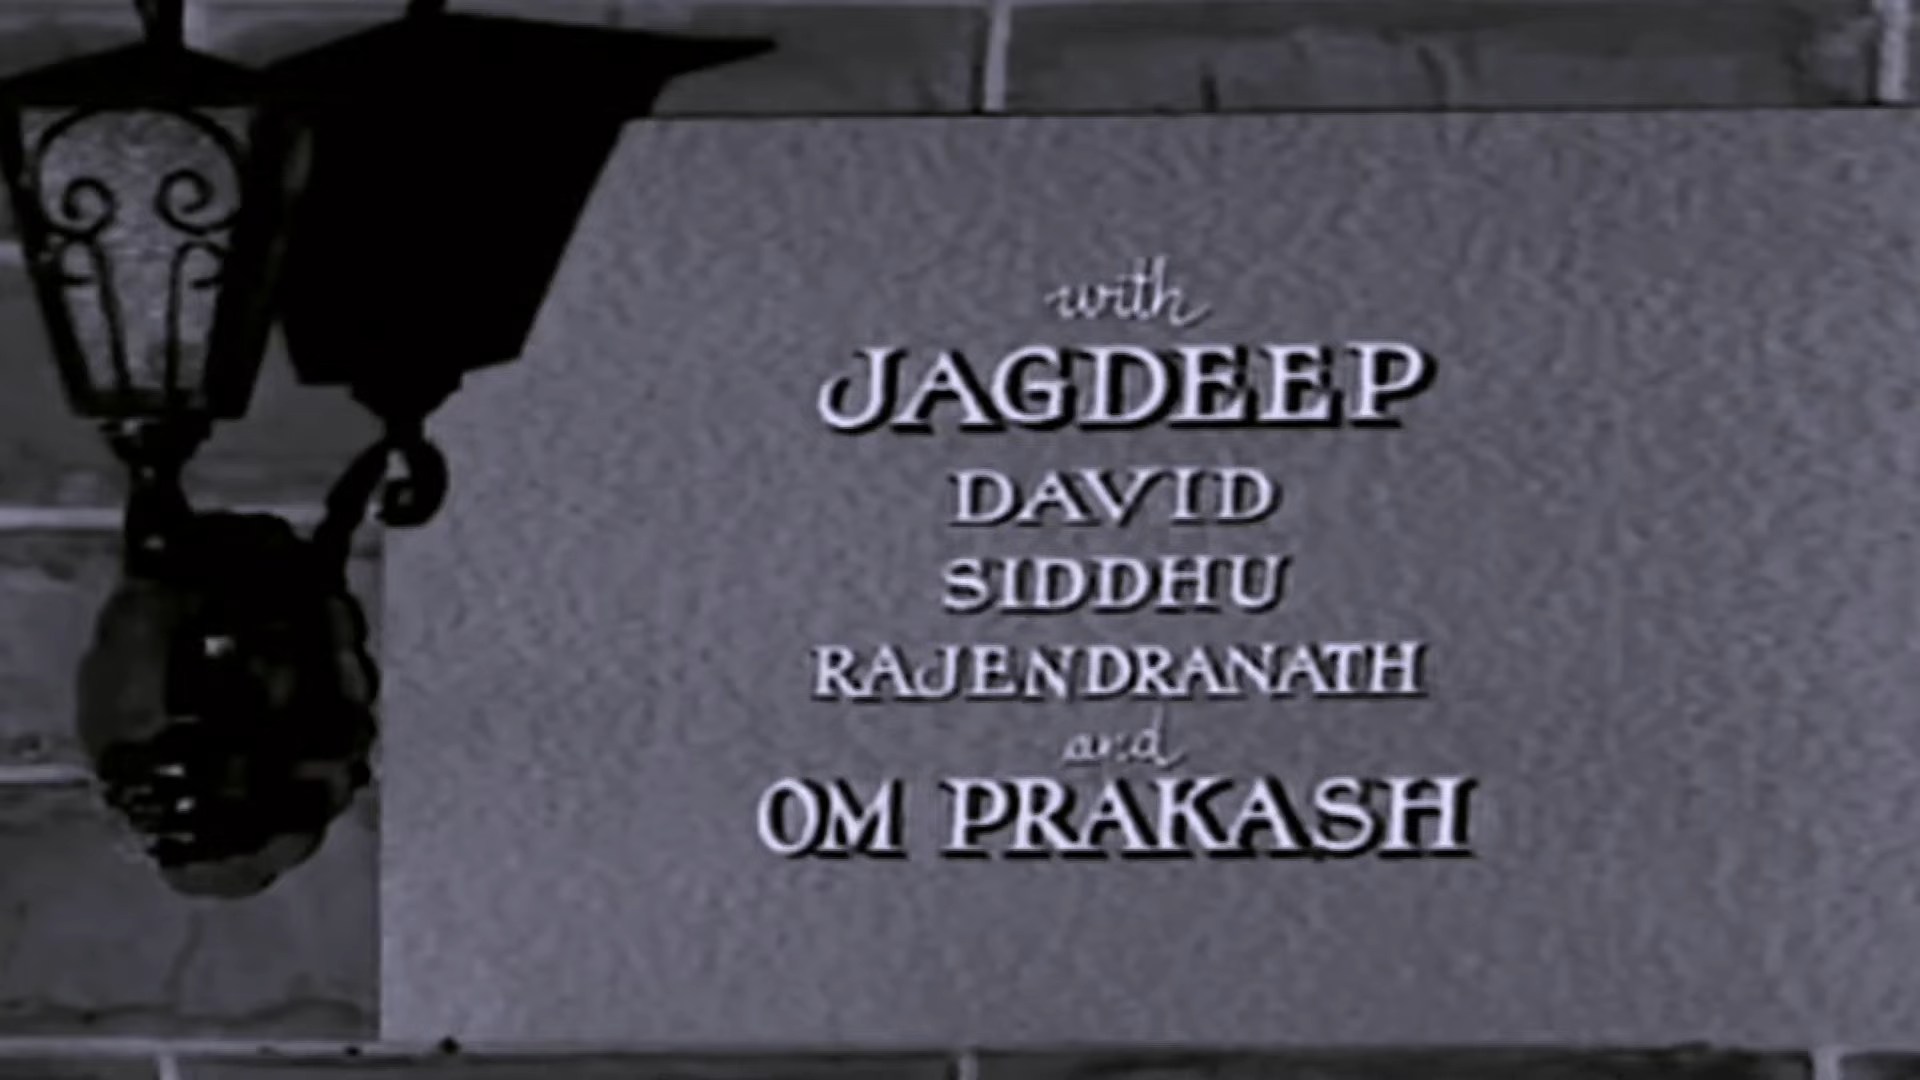 with
JAGDEEP
DAVID
SIDDHU
RAJENDRANATH
and
OM PRAKASH